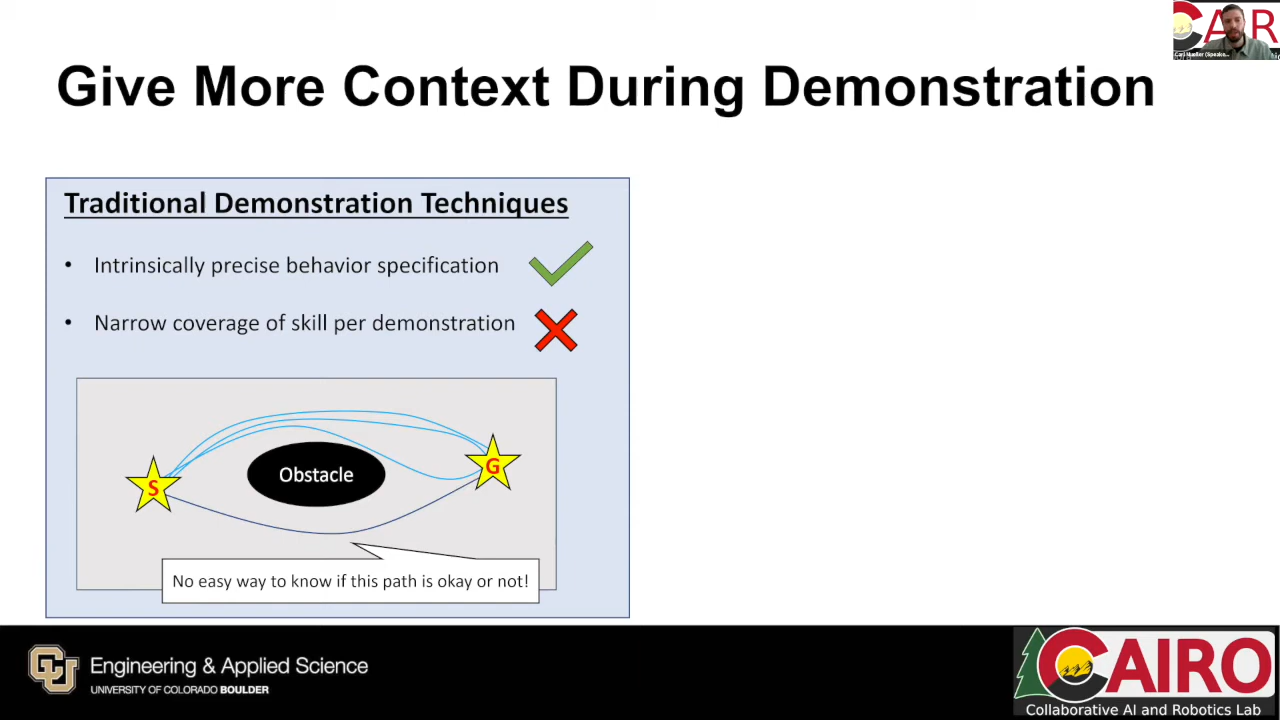 Give More Context During Demonstration
Traditional Demonstration Techniques
• Intrinsically precise behavior specification
• Narrow coverage of skill per demonstration
Obstacle
S
G
No easy way to know if this path is okay or not!
CU
Engineering & Applied Science
UNIVERSITY OF COLORADO BOULDER
CAIRO
Collaborative AI and Robotics Lab